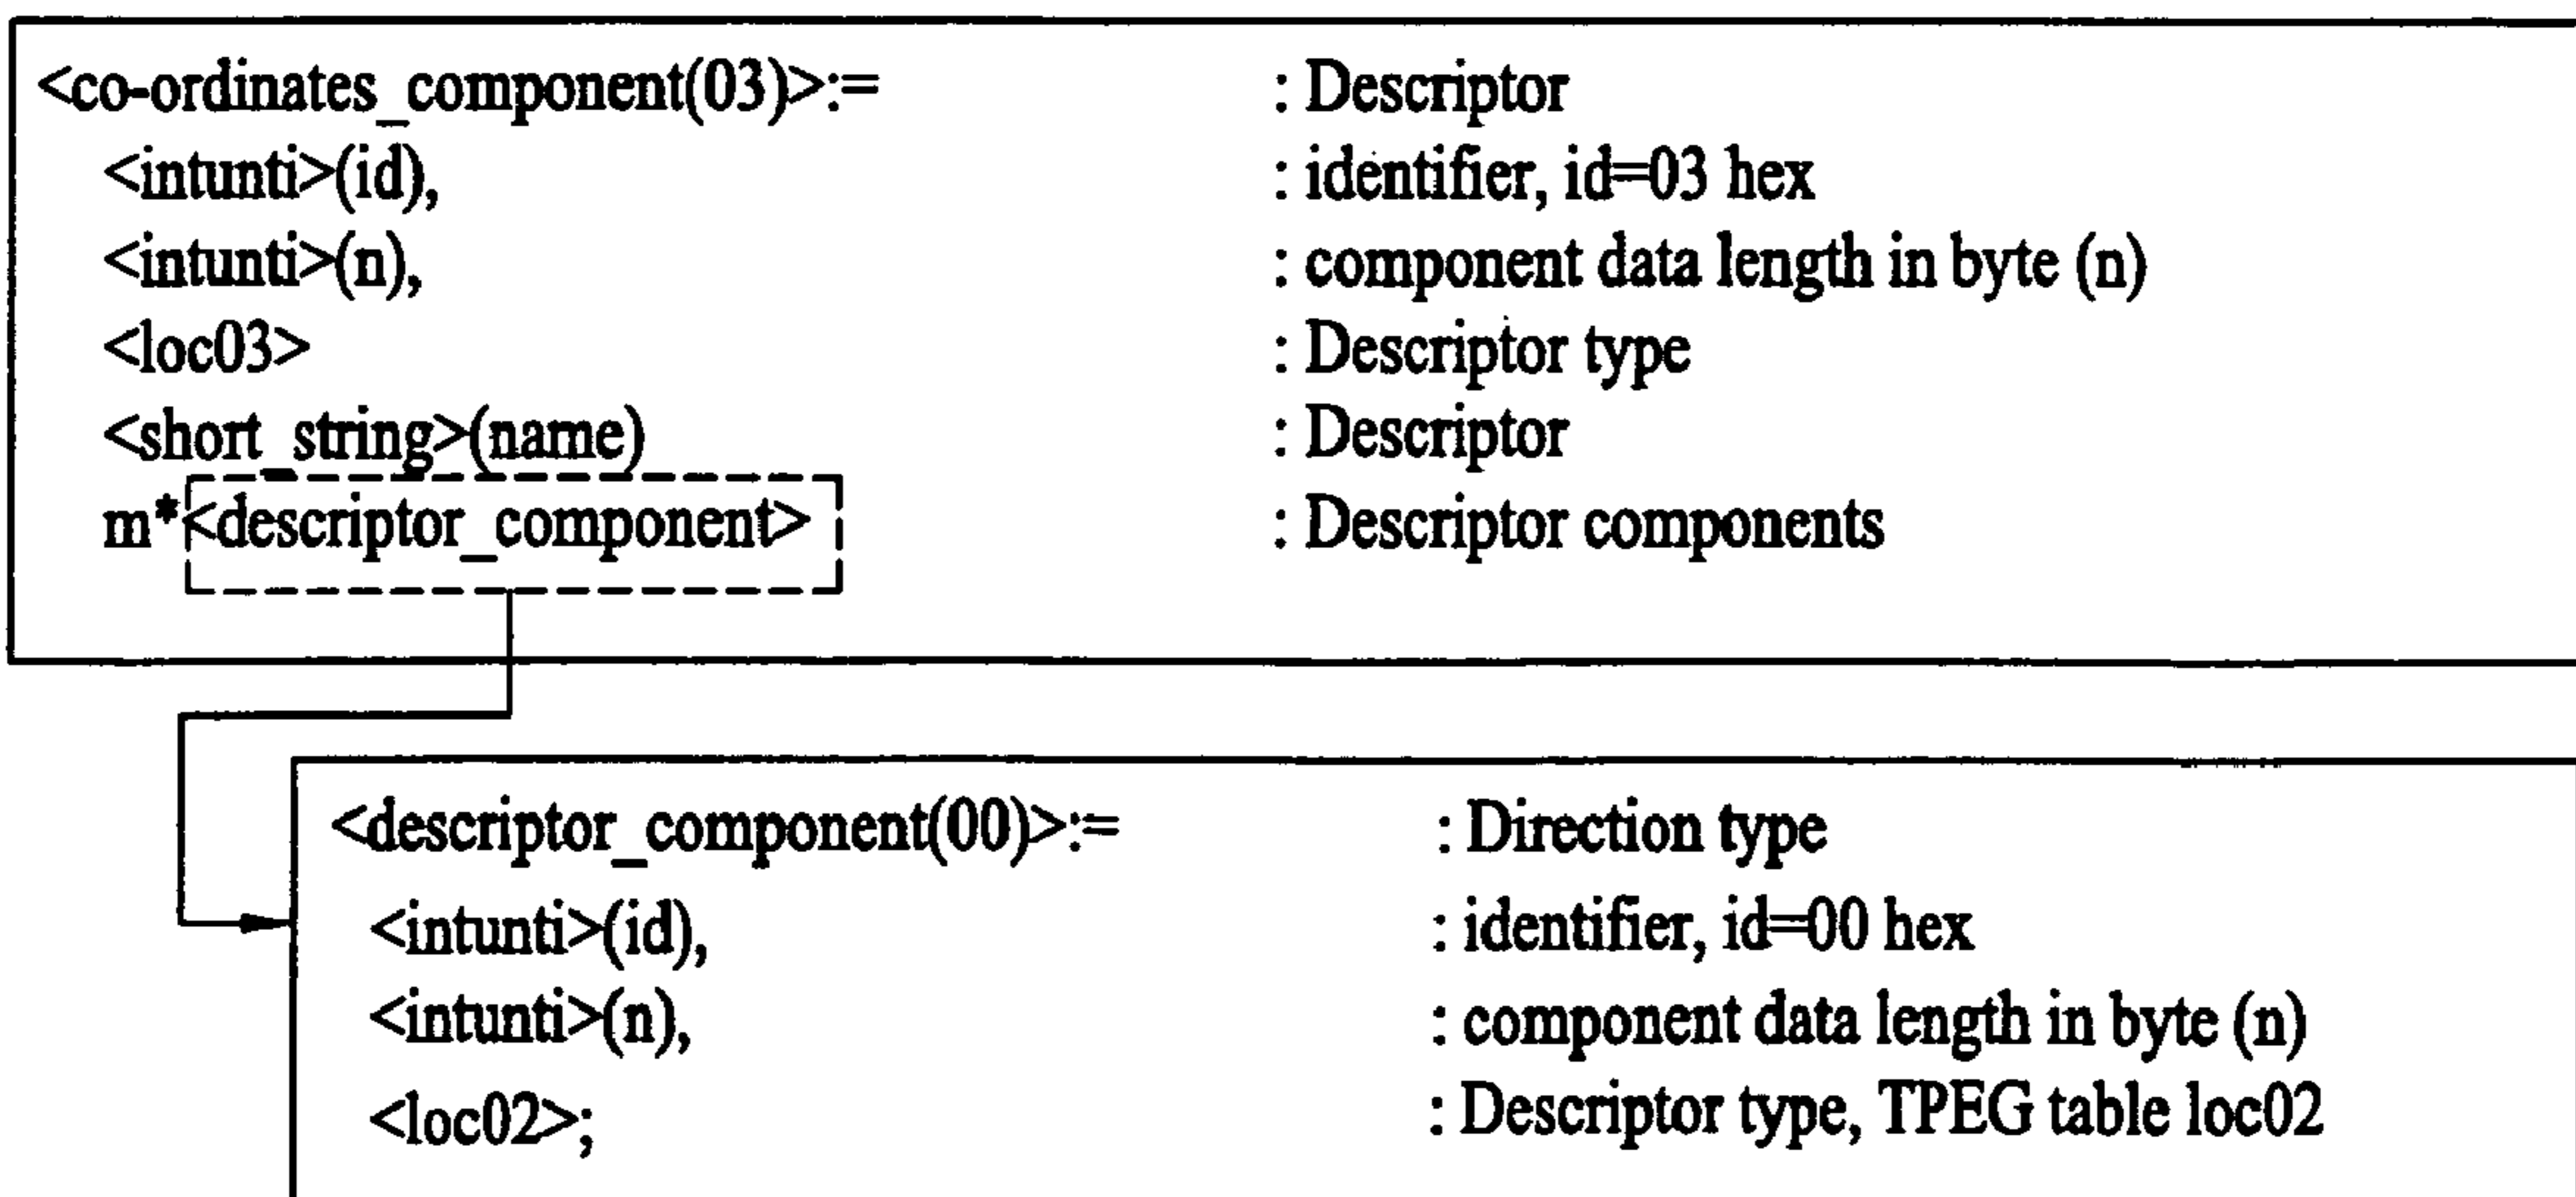 <co-ordinates_component(03)>:= : Descriptor
<intunti>(id), : identifier, id=03 hex
<intunti>(n), : component data length in byte (n)
<loc03> : Descriptor type
<short_string>(name) : Descriptor
m*<descriptor_component> : Descriptor components
<descriptor_component(00)>:= : Direction type
<intunti>(id), : identifier, id=00 hex
<intunti>(n), : component data length in byte (n)
<loc02>; : Descriptor type, TPEG table loc02